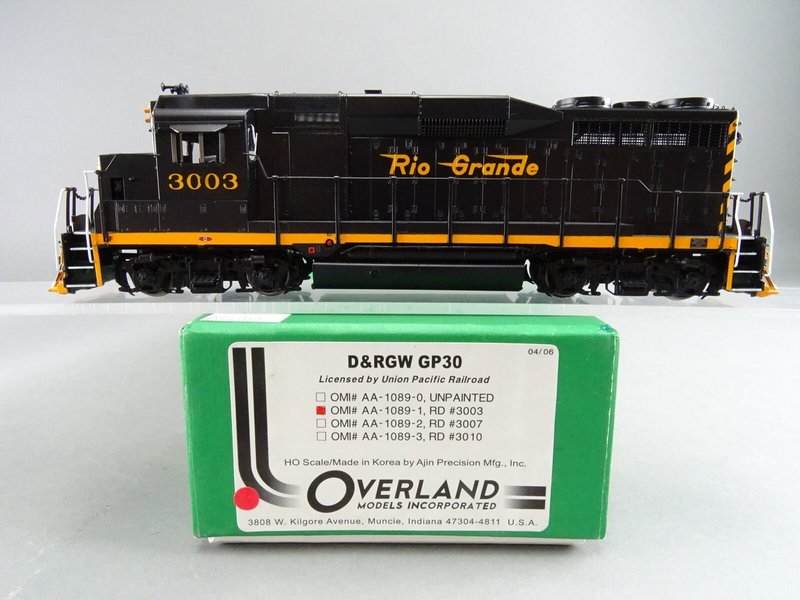 Rio Grande
3003
D&RGW GP30
04/06
Licensed by Union Pacific Railroad
OMI# AA-1089-0, UNPAINTED
OMI# AA-1089-1, RD #3003
OMI# AA-1089-2, RD #3007
OMI# AA-1089-3, RD #3010
HO Scale/Made in Korea by Ajin Precision Mfg., Inc.
OVERLAND
MODELS INCORPORATED
3808 W. Kilgore Avenue, Muncie, Indiana 47304-4811 U.S.A.